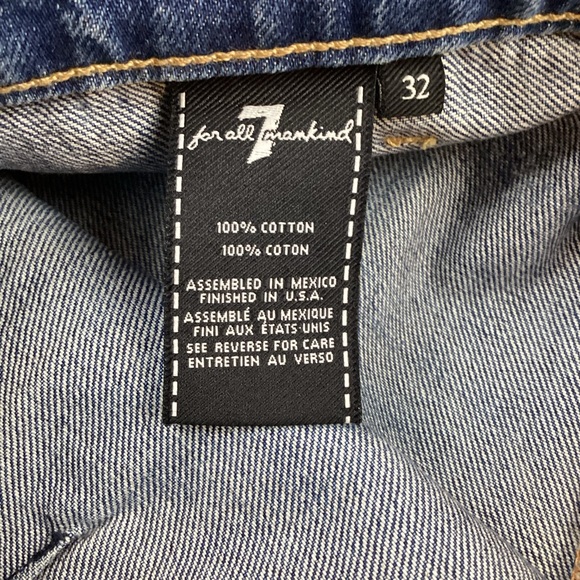 32
for all 7 mankind
100% COTTON
100% COTON
ASSEMBLED IN MEXICO
FINISHED IN U.S.A.
ASSEMBLÉ AU MEXIQUE
FINI AUX ÉTATS-UNIS
SEE REVERSE FOR CARE
ENTRETIEN AU VERSO